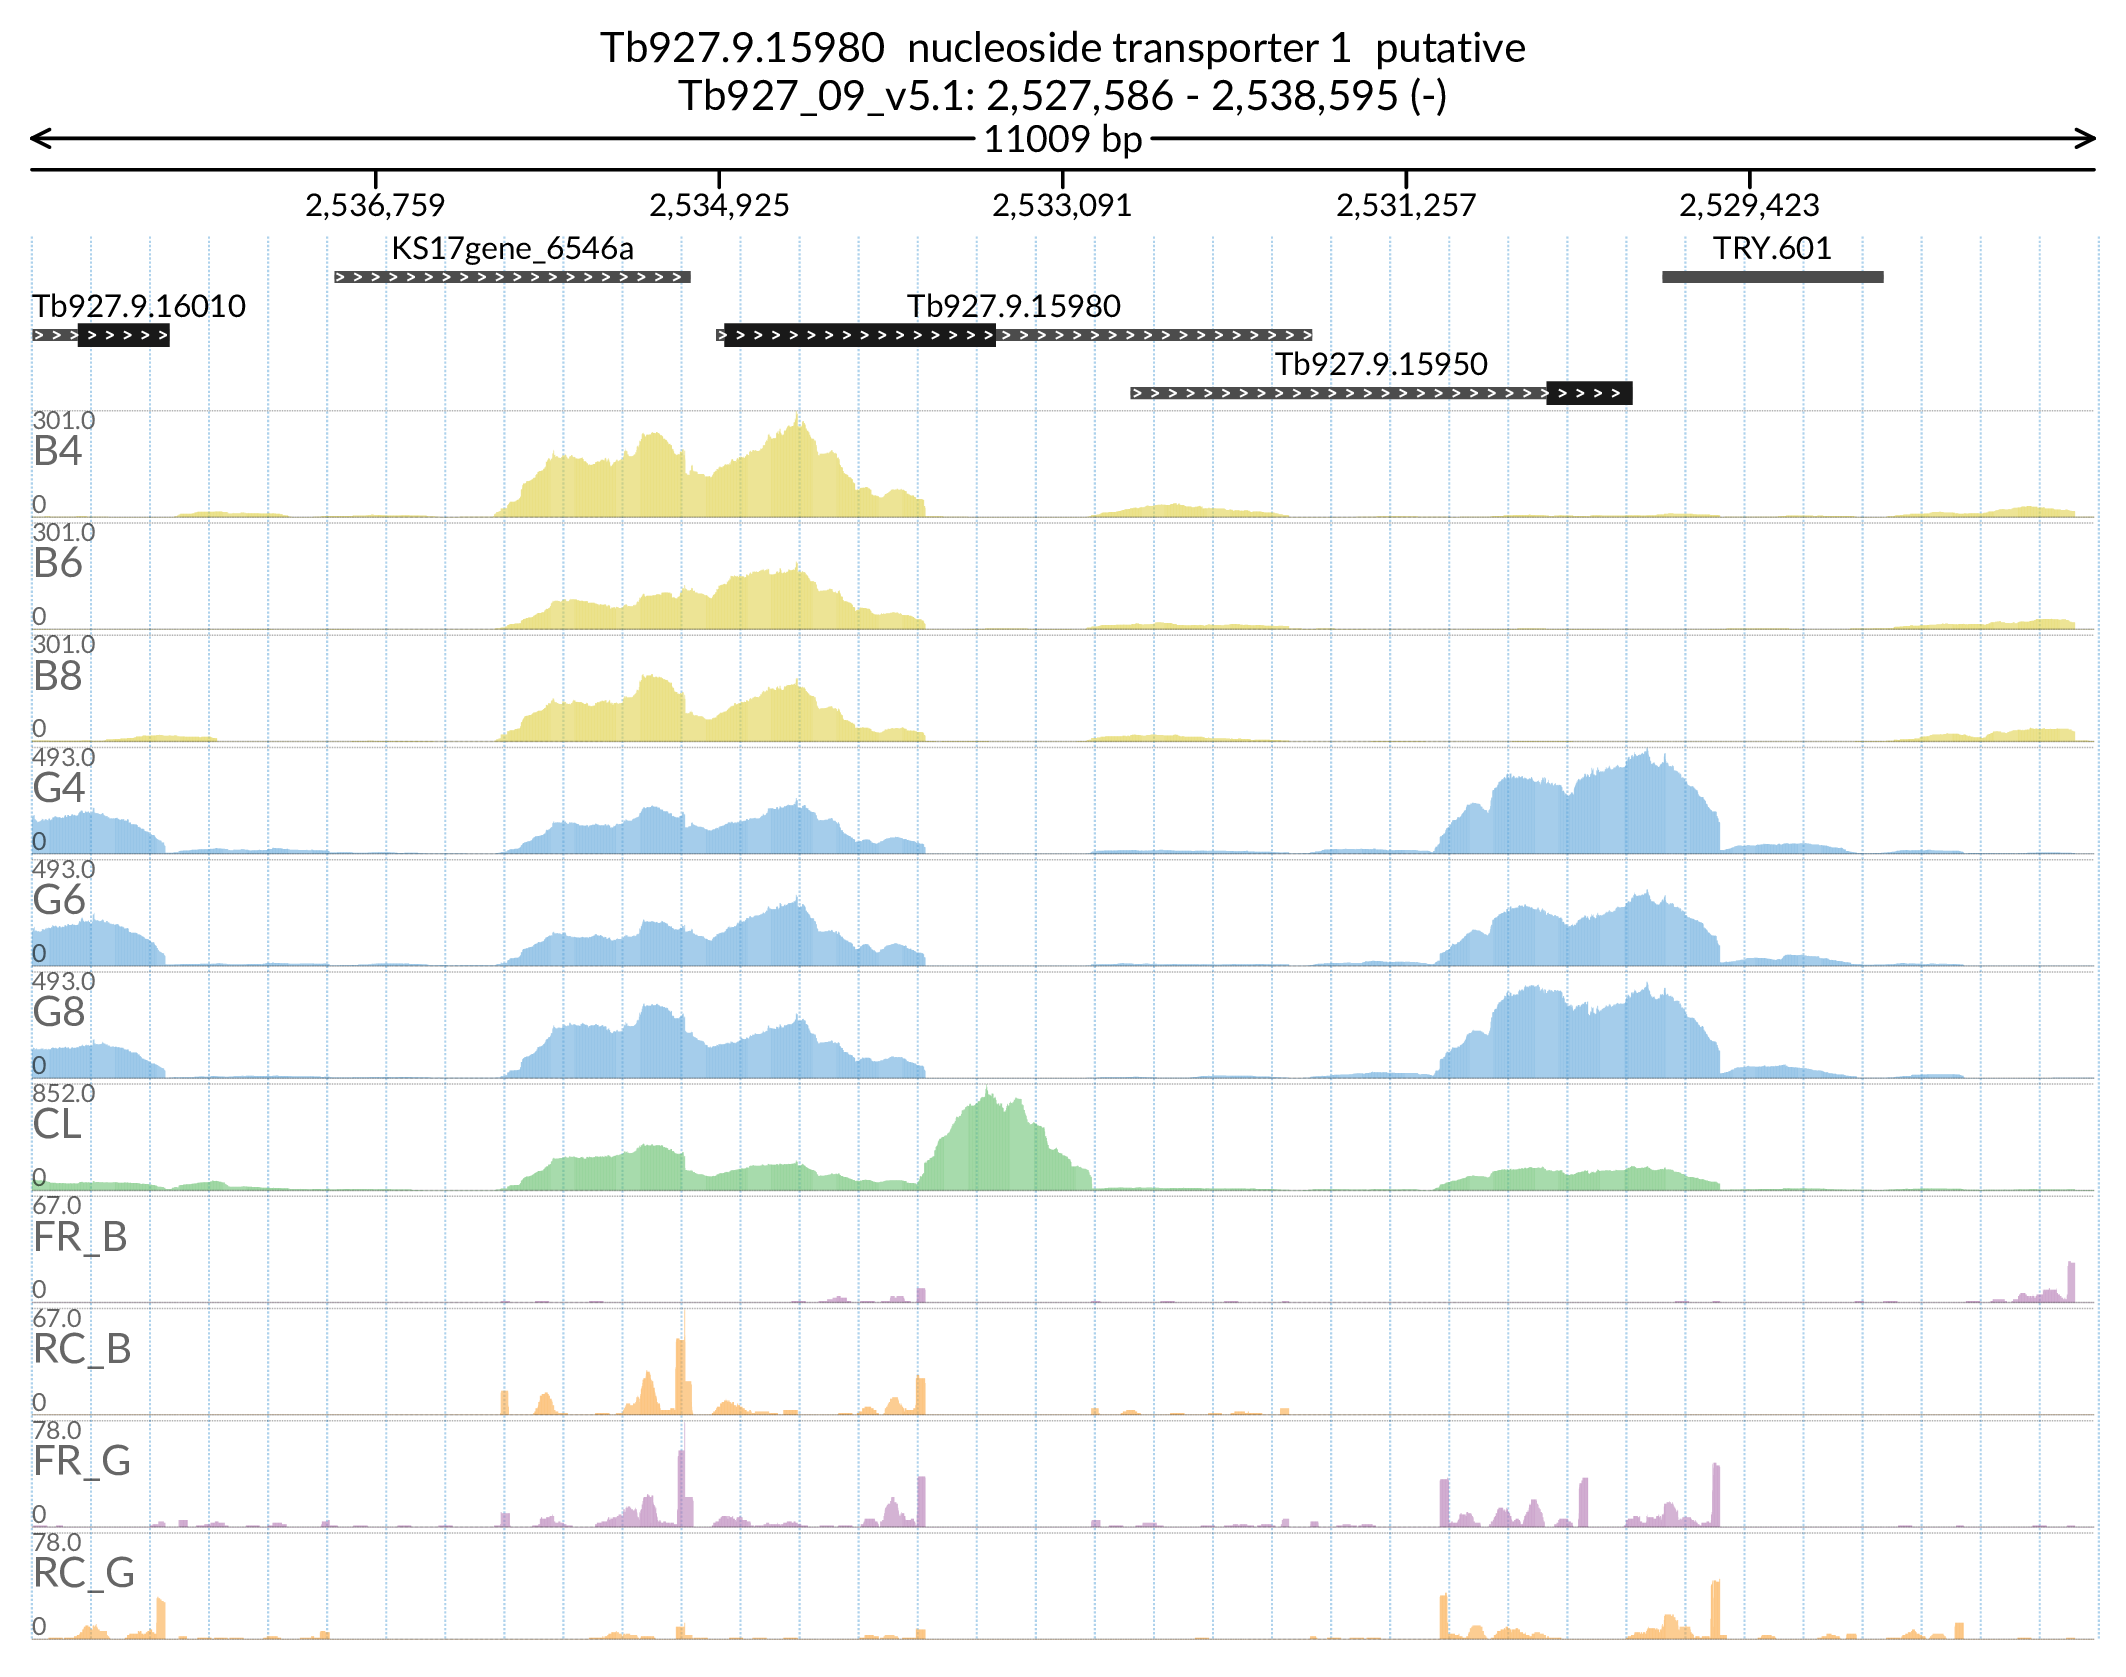 Tb927.9.15980 nucleoside transporter 1 putative
Tb927_09_v5.1: 2,527,586 - 2,538,595 (-)
11009 bp
2,536,759 2,534,925 2,533,091 2,531,257 2,529,423
KS17gene_6546a TRY.601
Tb927.9.16010 Tb927.9.15980
Tb927.9.15950
301.0
B4
0
301.0
B6
0
301.0
B8
0
493.0
G4
0
493.0
G6
0
493.0
G8
0
852.0
CL
0
67.0
FR_B
0
67.0
RC_B
0
78.0
FR_G
0
78.0
RC_G
0